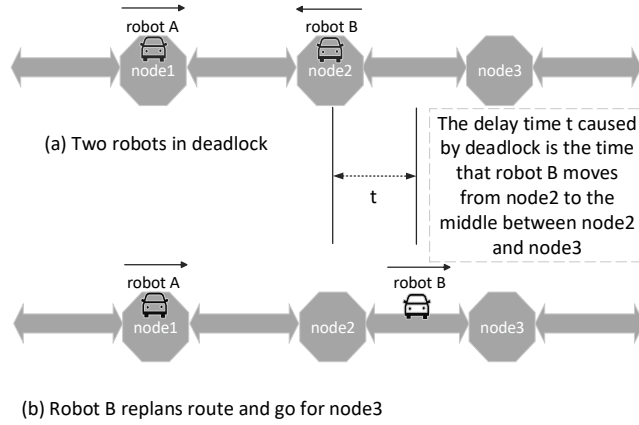 robot A
robot B
node1
node2
node3
(a) Two robots in deadlock
The delay time t caused
by deadlock is the time
that robot B moves
from node2 to the
middle between node2
and node3
t
robot A
robot B
node1
node2
node3
(b) Robot B replans route and go for node3